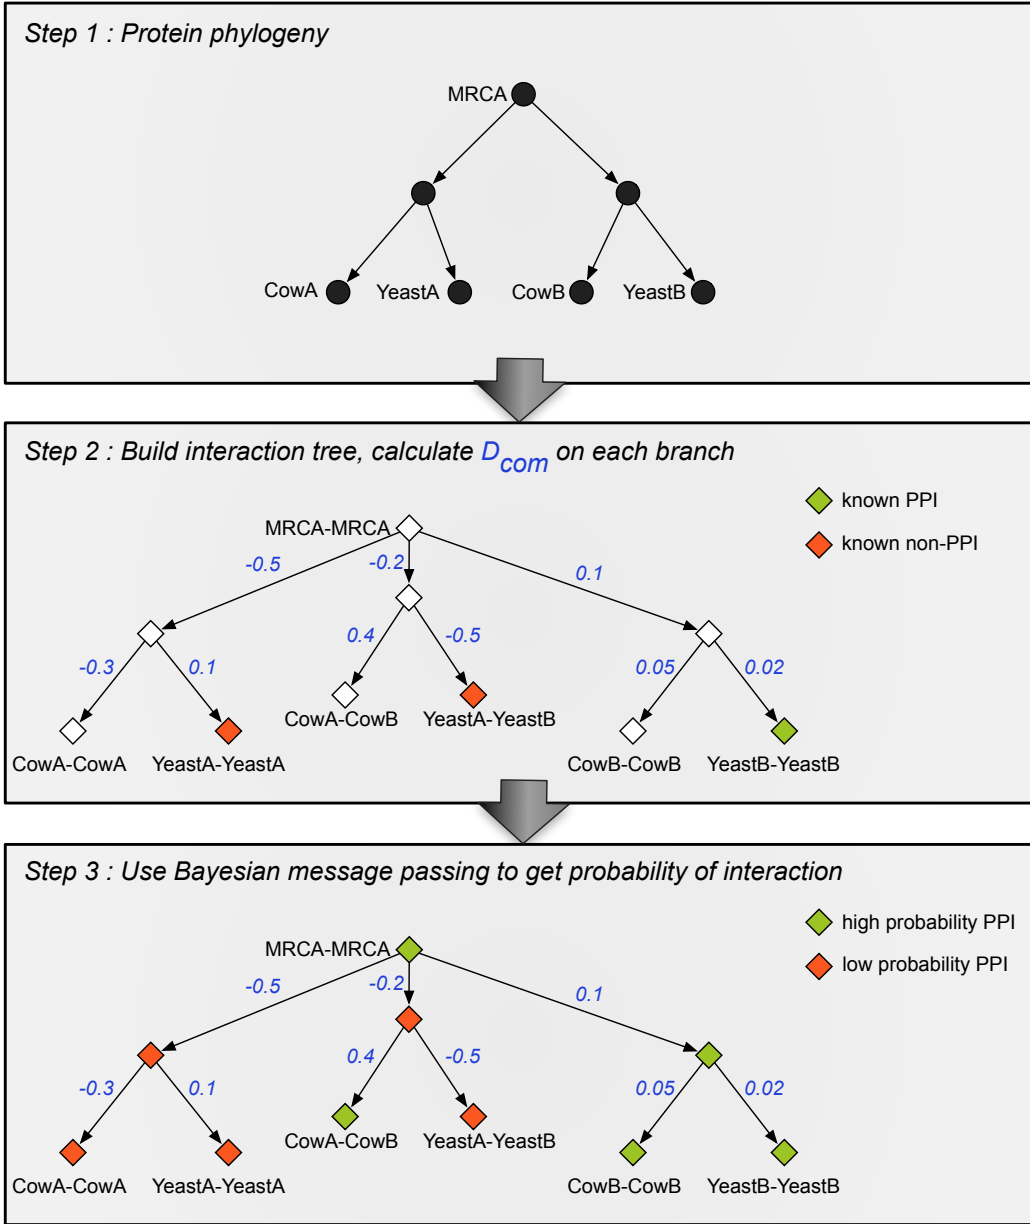 Step 1 : Protein phylogeny
MRCA
CowA
YeastA
CowB
YeastB
Step 2 : Build interaction tree, calculate D_com on each branch
known PPI
known non-PPI
MRCA-MRCA
-0.5
-0.2
0.1
-0.3
0.1
0.4
-0.5
0.05
0.02
CowA-CowB
YeastA-YeastB
CowA-CowA
YeastA-YeastA
CowB-CowB
YeastB-YeastB
Step 3 : Use Bayesian message passing to get probability of interaction
high probability PPI
low probability PPI
MRCA-MRCA
-0.5
-0.2
0.1
-0.3
0.1
0.4
-0.5
0.05
0.02
CowA-CowB
YeastA-YeastB
CowA-CowA
YeastA-YeastA
CowB-CowB
YeastB-YeastB